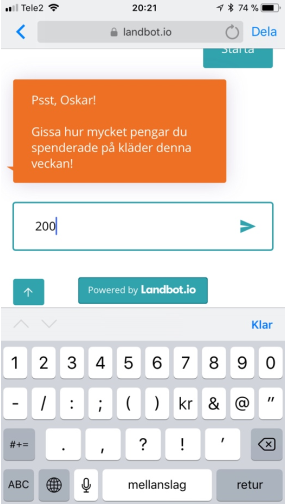 Tele2
20:21
74 %
landbot.io
Dela
Starta
Psst, Oskar!
Gissa hur mycket pengar du
spenderade på kläder denna
veckan!
200
Powered by Landbot.io
Klar
1 2 3 4 5 6 7 8 9 0
- / : ; ( ) kr & @ ”
#+= . , ? ! ’
ABC mellanslag retur